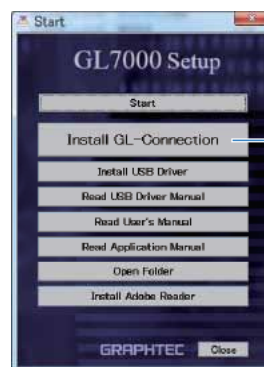 Start
GL7000 Setup
Start
Install GL-Connection
Install USB Driver
Read USB Driver Manual
Read User's Manual
Read Application Manual
Open Folder
Install Adobe Reader
GRAPHTEC
Close